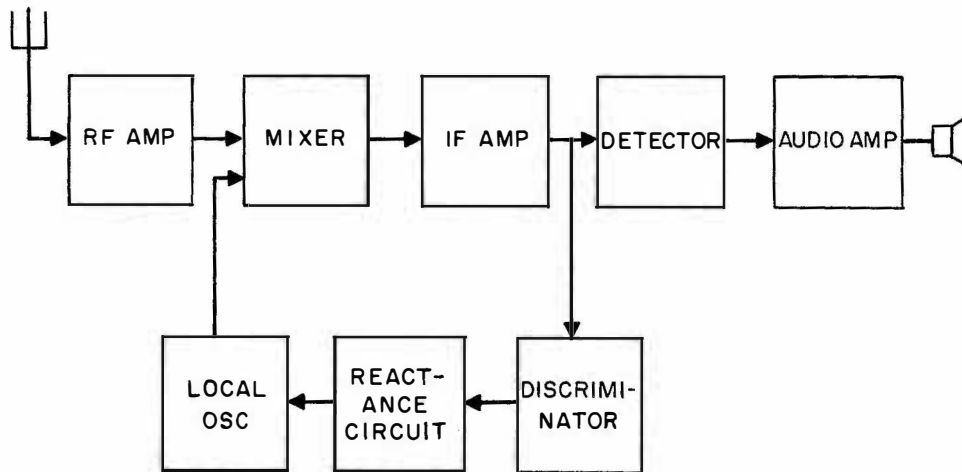 RF AMP
MIXER
IF AMP
DETECTOR
AUDIO AMP
LOCAL
OSC
REACT-
ANCE
CIRCUIT
DISCRIMI-
NATOR